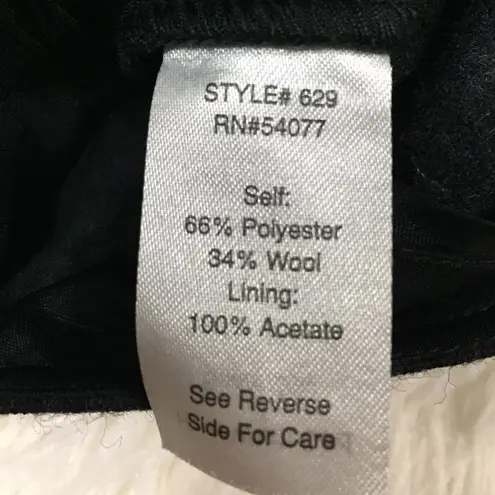 STYLE# 629
RN#54077
Self:
66% Polyester
34% Wool
Lining:
100% Acetate
See Reverse
Side For Care